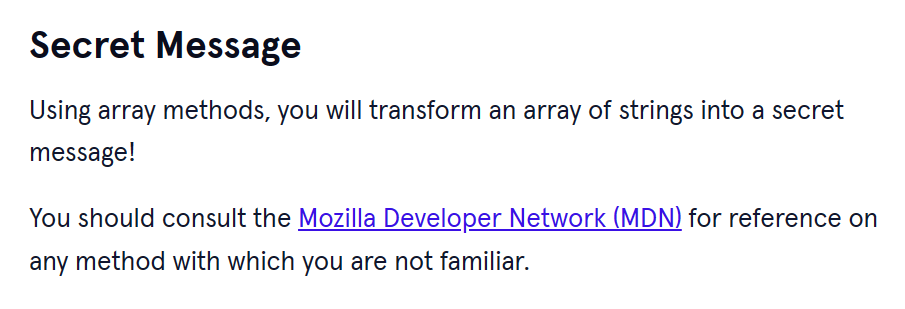 Secret Message
Using array methods, you will transform an array of strings into a secret
message!
You should consult the Mozilla Developer Network (MDN) for reference on
any method with which you are not familiar.